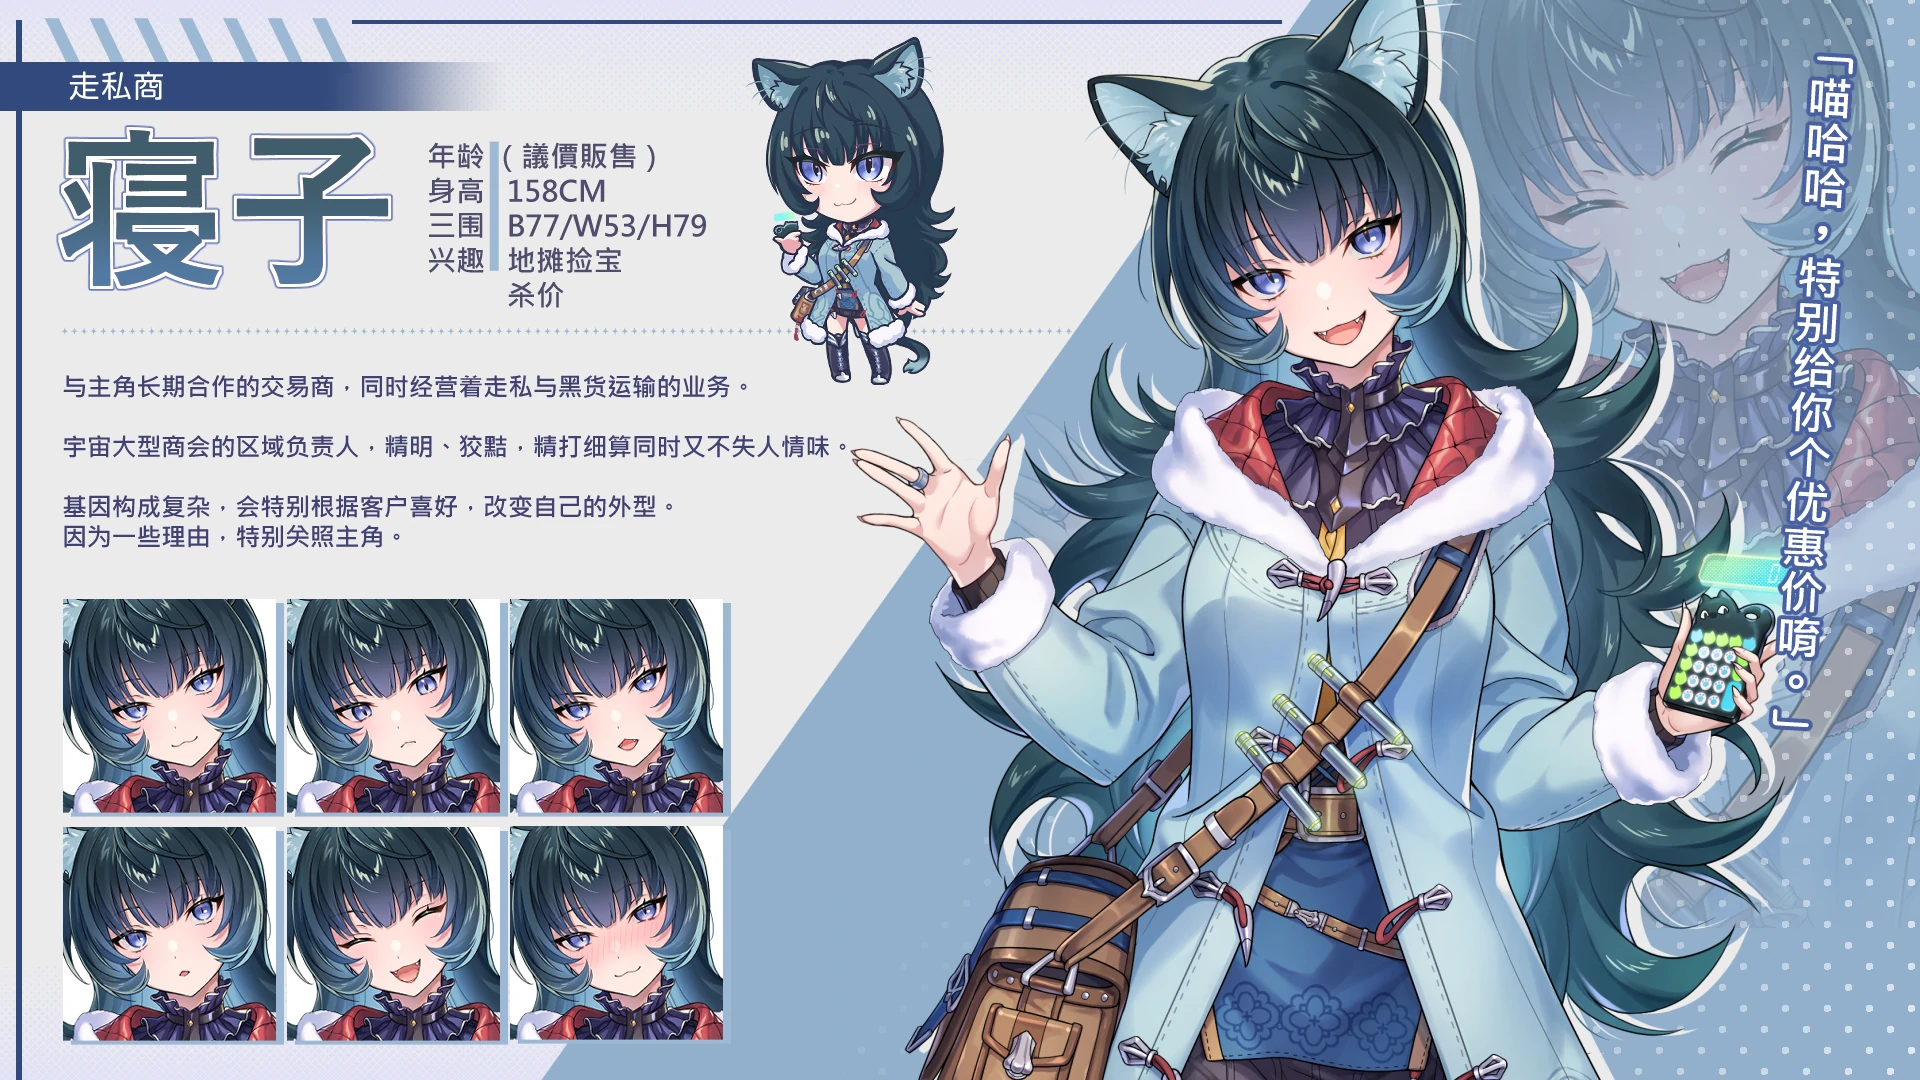 走私商
寝子
年龄 (議價販售)
身高 158CM
三围 B77/W53/H79
兴趣 地摊捡宝
杀价
与主角长期合作的交易商，同时经营着走私与黑货运输的业务。
宇宙大型商会的区域负责人，精明、狡黠，精打细算同时又不失人情味。
基因构成复杂，会特别根据客户喜好，改变自己的外型。
因为一些理由，特别关照主角。
「喵哈哈，特别给你个优惠价唷。」